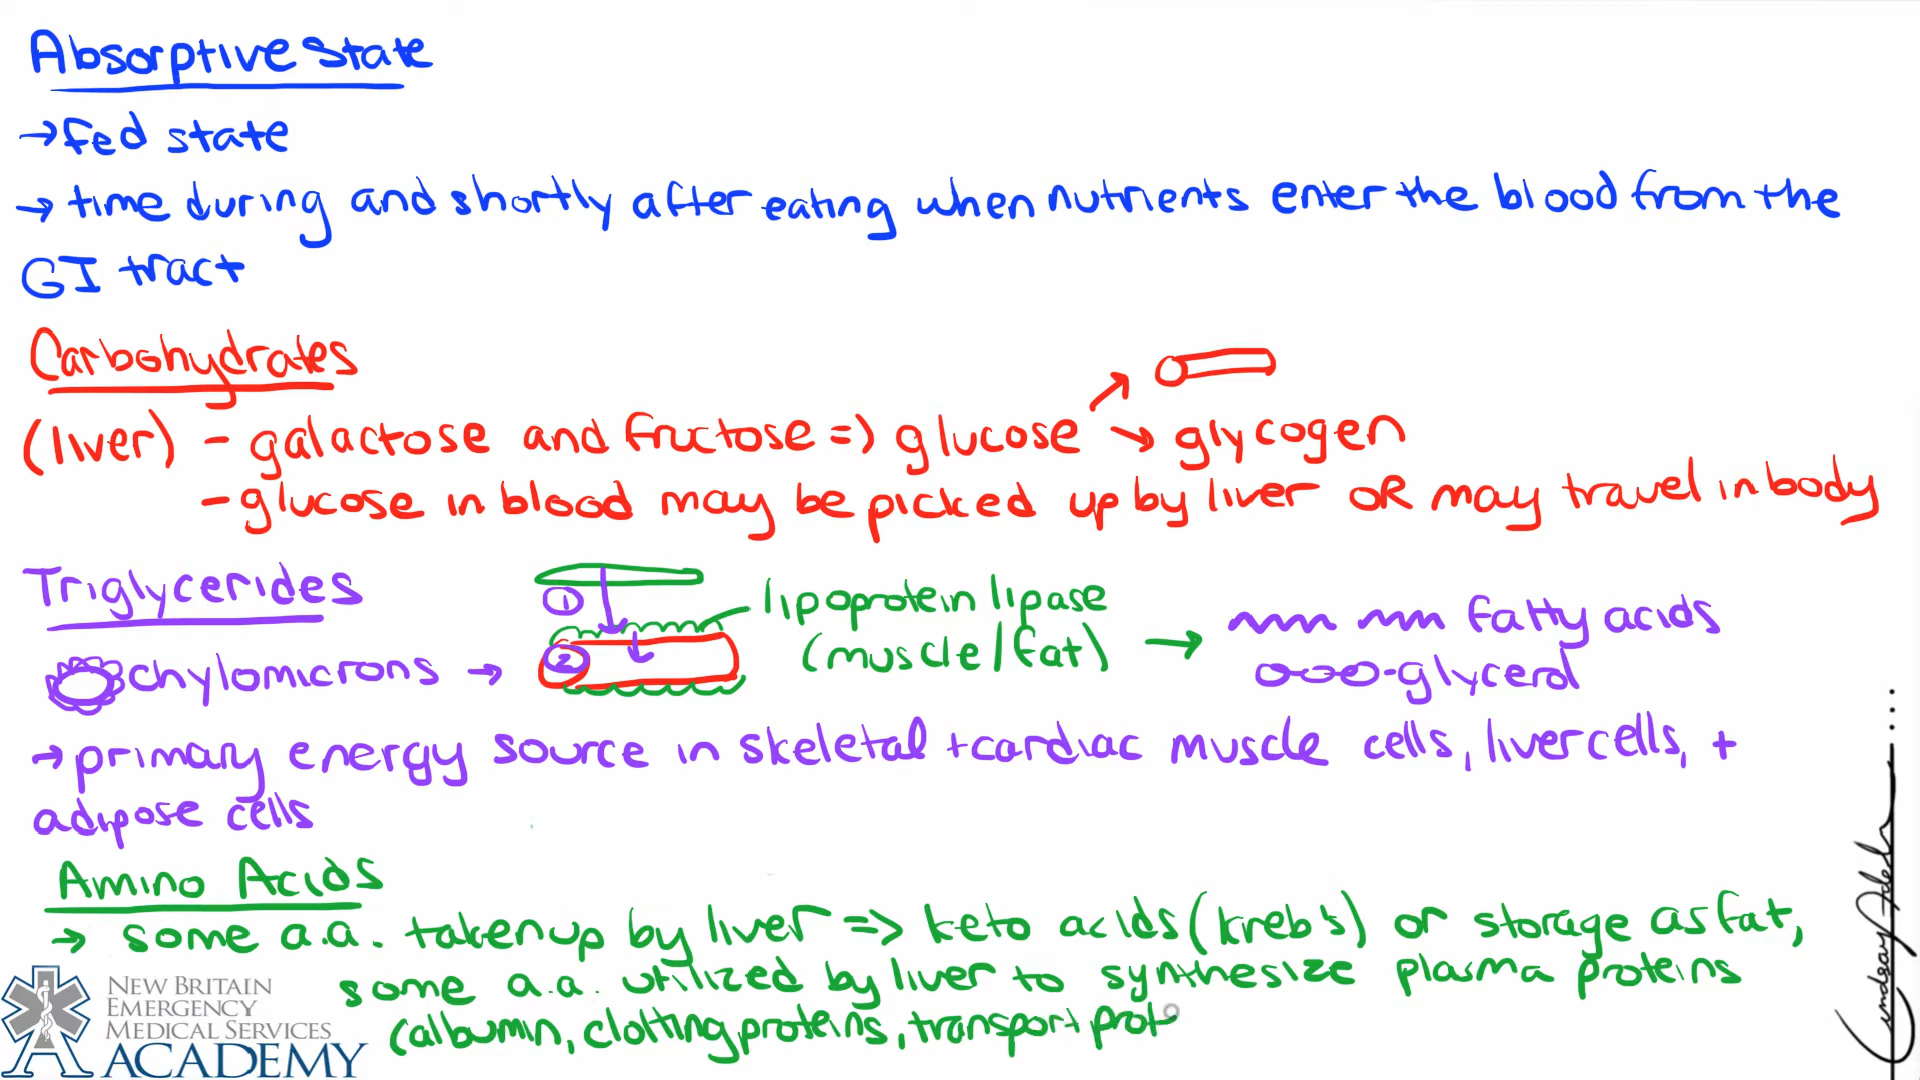 Absorptive State
→ fed state
→ time during and shortly after eating when nutrients enter the blood from the
GI tract
Carbohydrates
(liver) - galactose and fructose => glucose → glycogen
- glucose in blood may be picked up by liver OR may travel in body
Triglycerides
chylomicrons →
①
②
lipoprotein lipase
(muscle/fat) →
fatty acids
glycerol
→ primary energy source in skeletal + cardiac muscle cells, liver cells, +
adipose cells
Amino Acids
→ some a.a. taken up by liver => keto acids (kreb's) or storage as fat,
some a.a. utilized by liver to synthesize plasma proteins
(albumin, clotting proteins, transport prot
NEW BRITAIN
EMERGENCY
MEDICAL SERVICES
ACADEMY